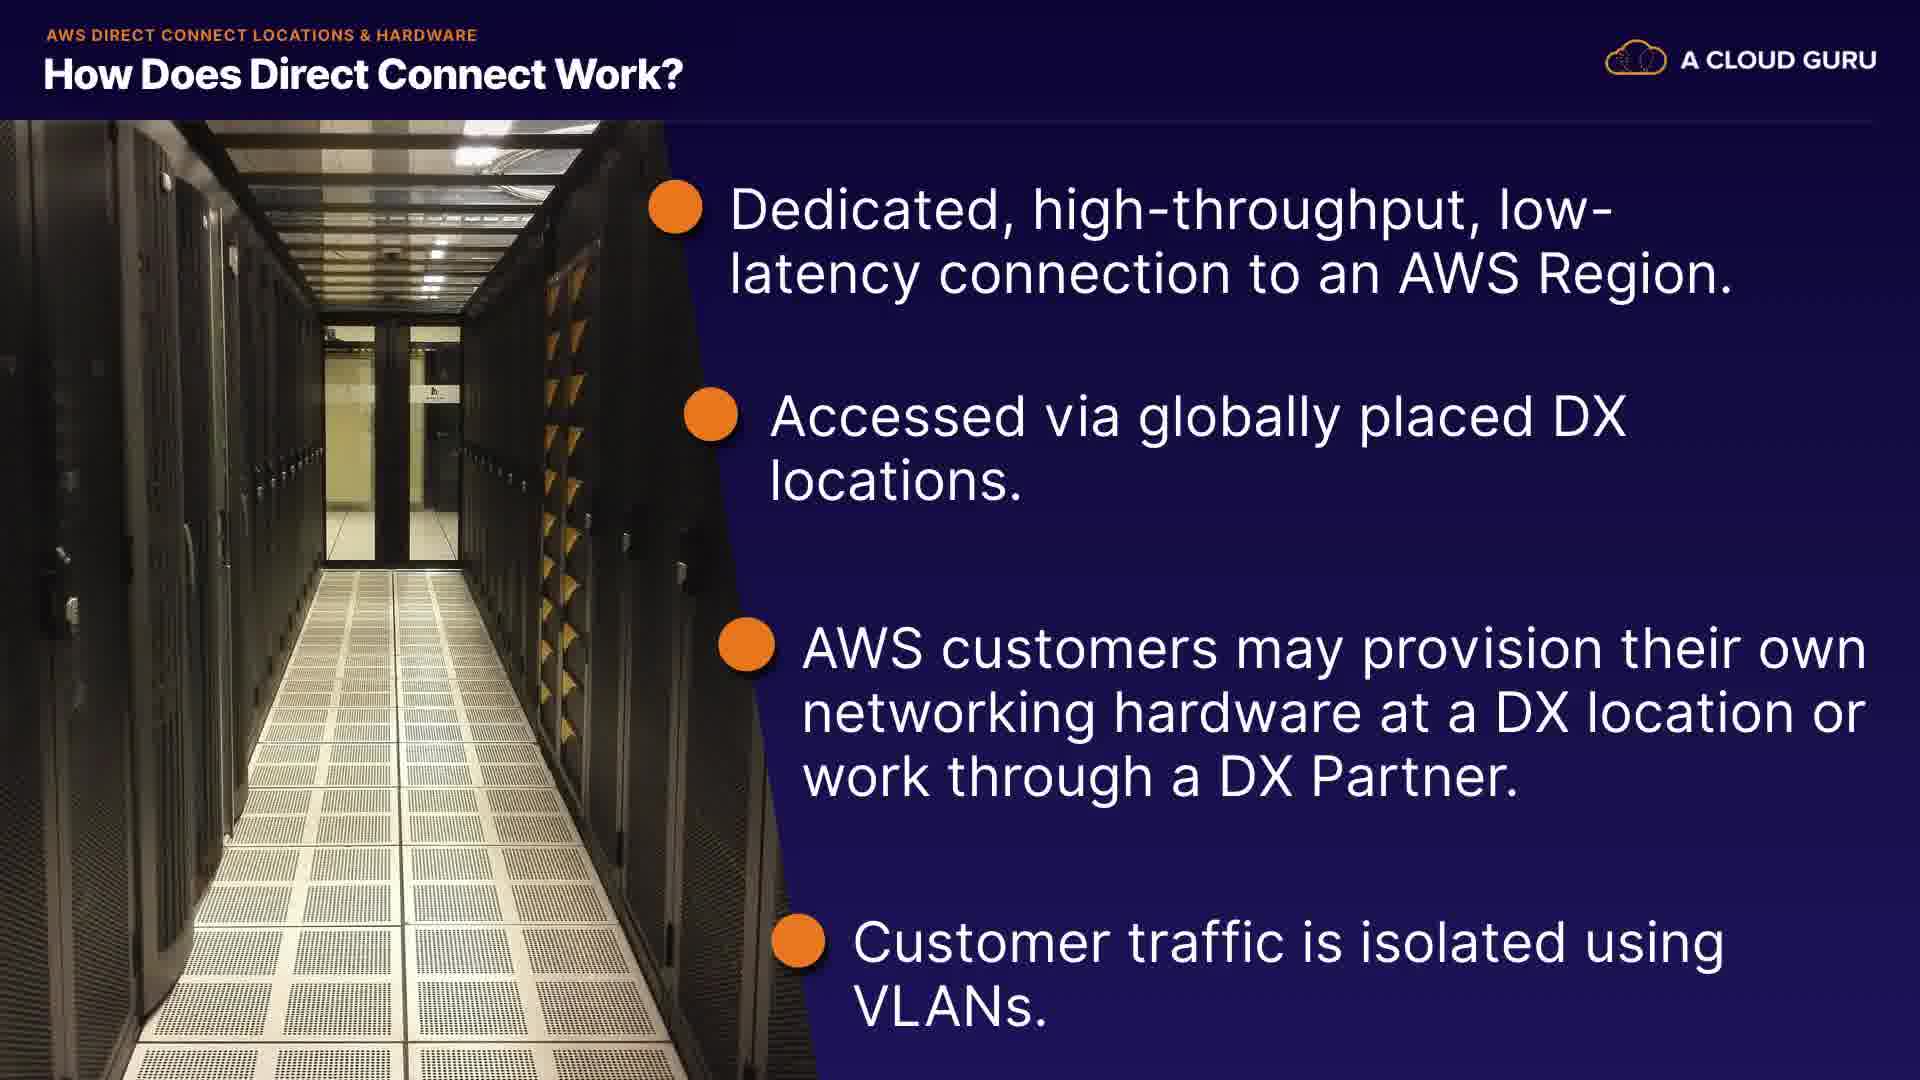 AWS DIRECT CONNECT LOCATIONS & HARDWARE
How Does Direct Connect Work?
A CLOUD GURU
Dedicated, high-throughput, low-
latency connection to an AWS Region.
Accessed via globally placed DX
locations.
AWS customers may provision their own
networking hardware at a DX location or
work through a DX Partner.
Customer traffic is isolated using
VLANs.